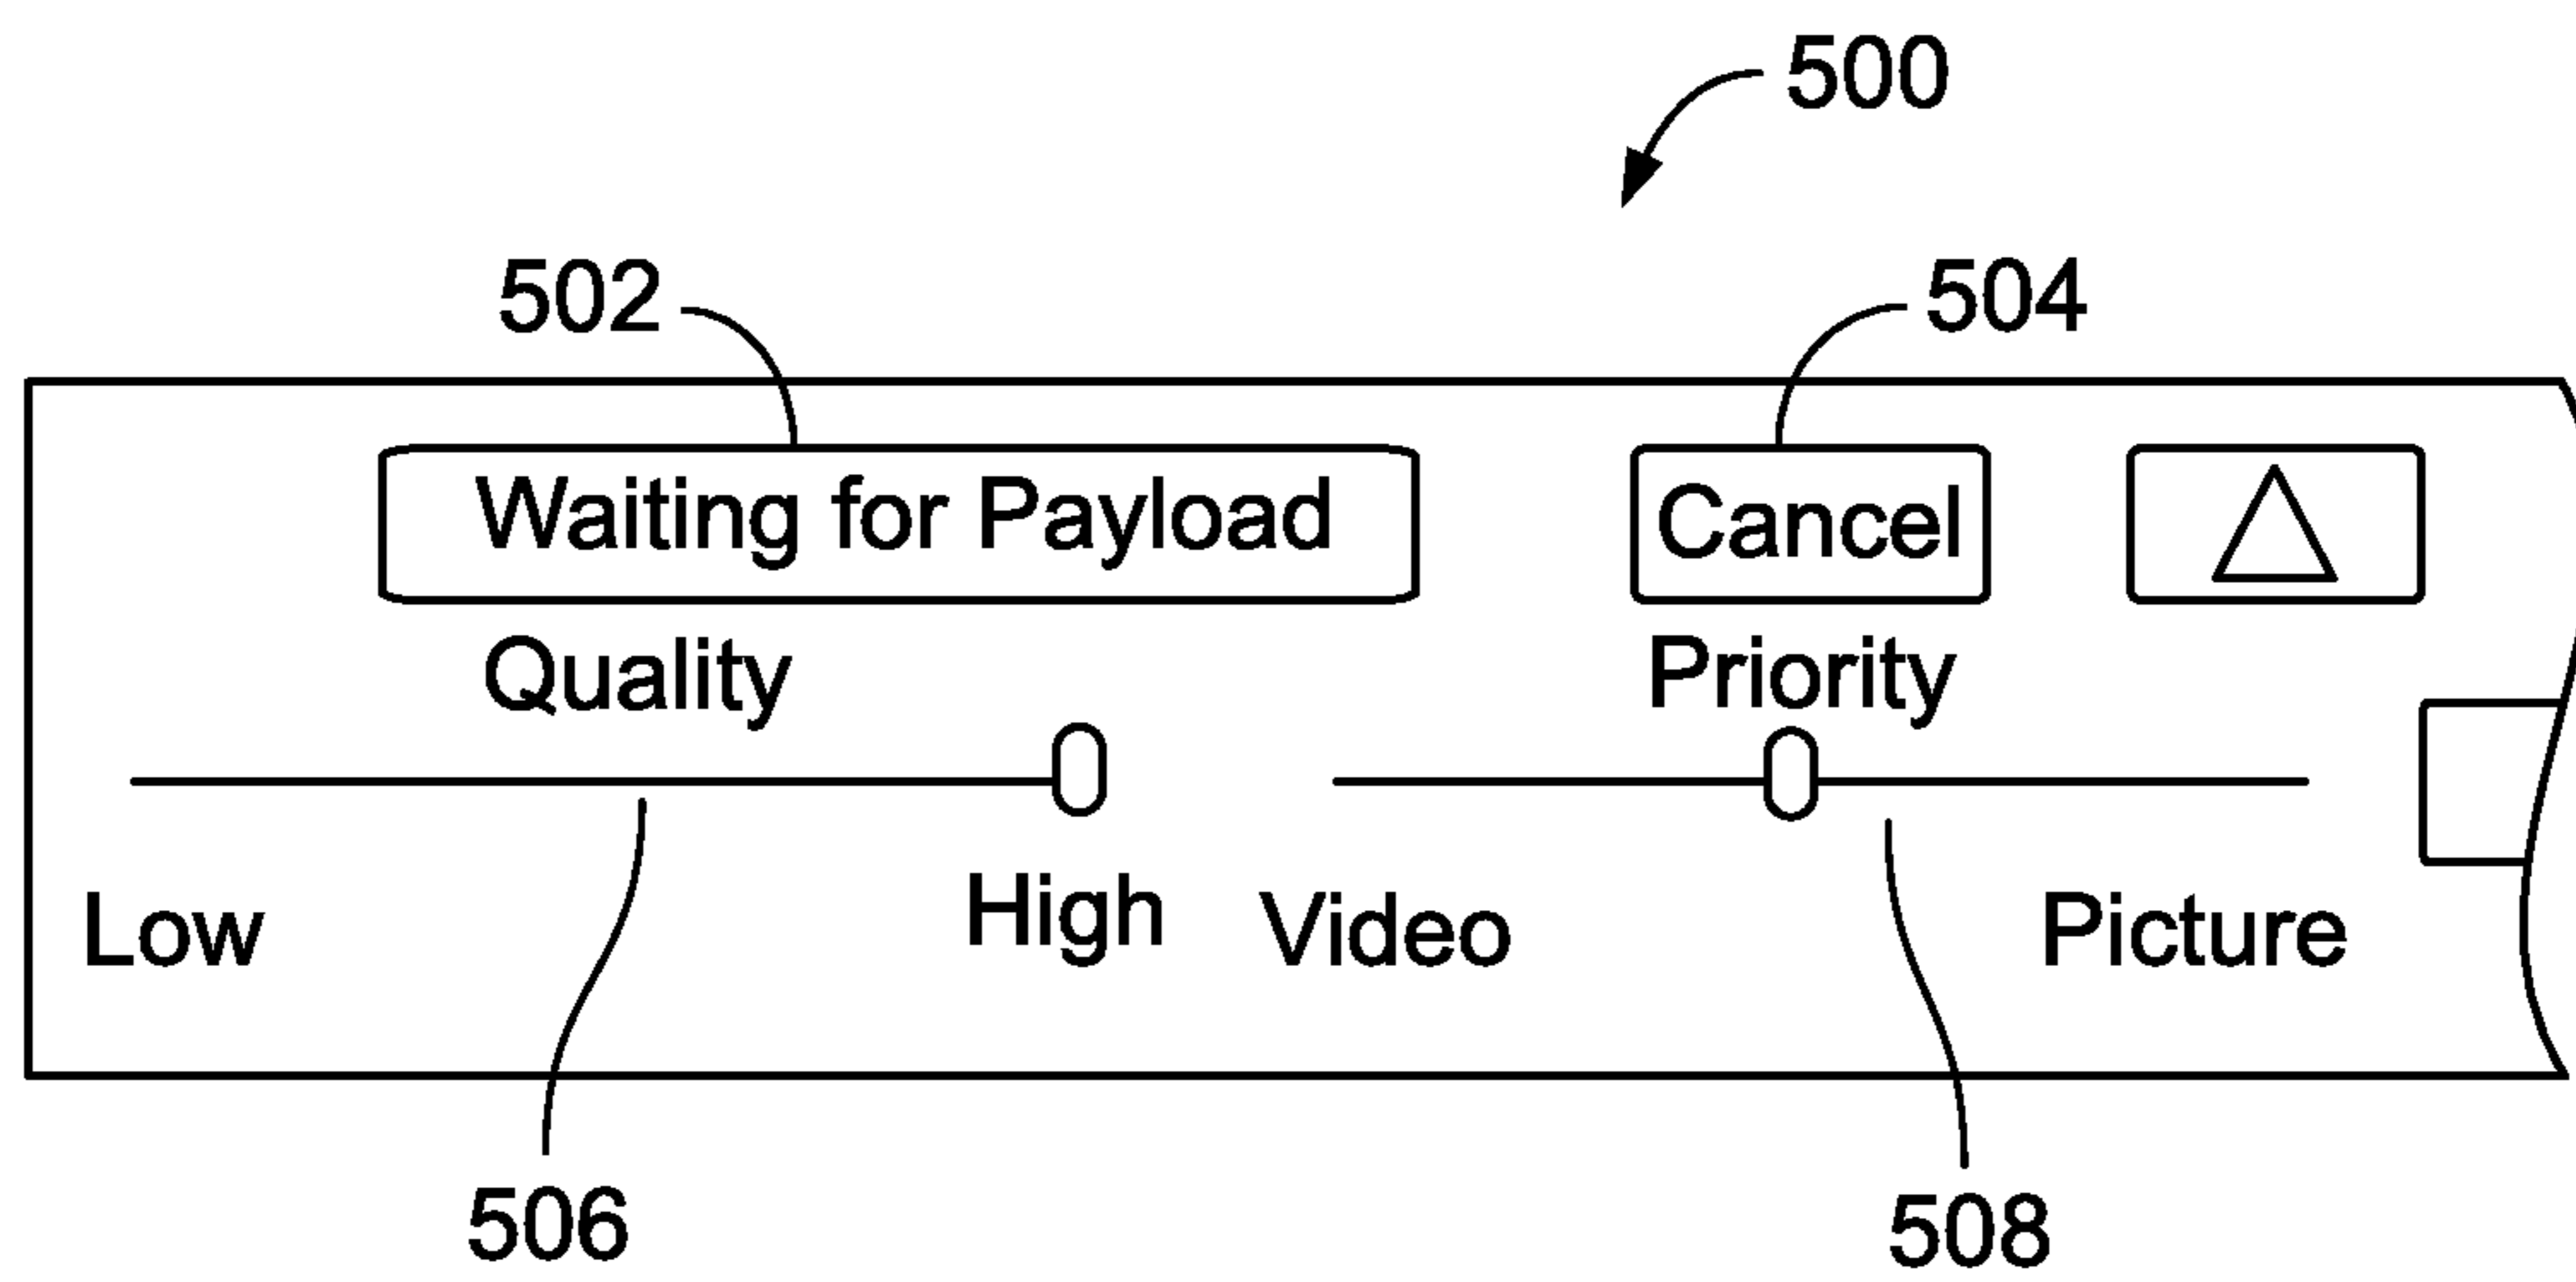 500
502
504
Waiting for Payload
Cancel
Quality
Priority
Low
High
Video
Picture
506
508